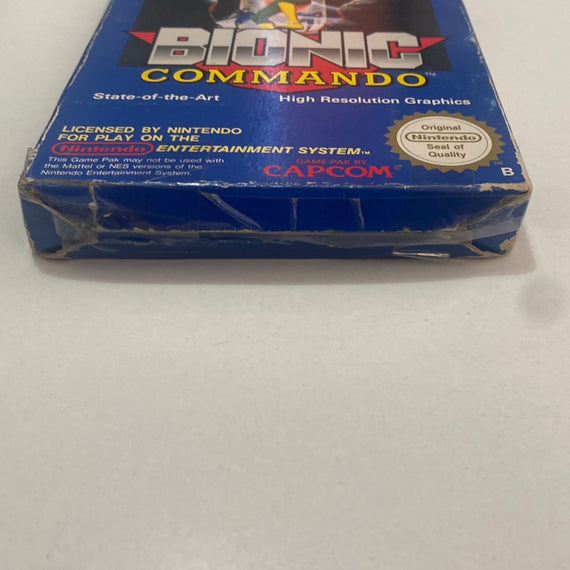 BIONIC
COMMANDO™
State-of-the-Art
High Resolution Graphics
LICENSED BY NINTENDO
FOR PLAY ON THE
Nintendo ENTERTAINMENT SYSTEM™
This Game Pak may not be used with
the Mattel or NES versions of the
Nintendo Entertainment System.
GAME-PAK BY
CAPCOM®
Original
Nintendo
Seal of
Quality
B